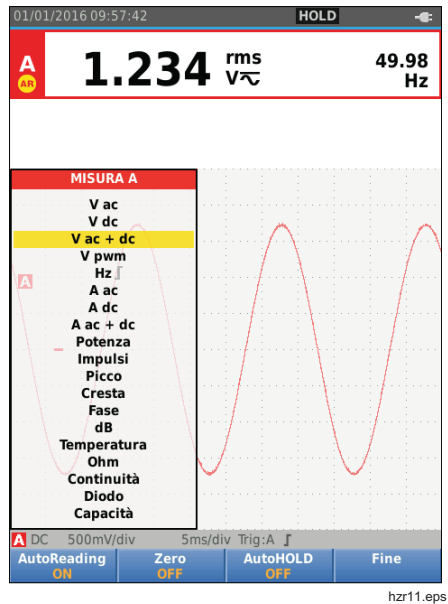 01/01/2016 09:57:42 HOLD
A
AR
1.234 rms V 49.98 Hz
MISURA A
V ac
V dc
V ac + dc
V pwm
Hz
A ac
A dc
A ac + dc
Potenza
Impulsi
Picco
Cresta
Fase
dB
Temperatura
Ohm
Continuità
Diodo
Capacità
A
A DC 500mV/div 5ms/div Trig:A
AutoReading Zero AutoHOLD Fine
ON OFF OFF
hzr11.eps